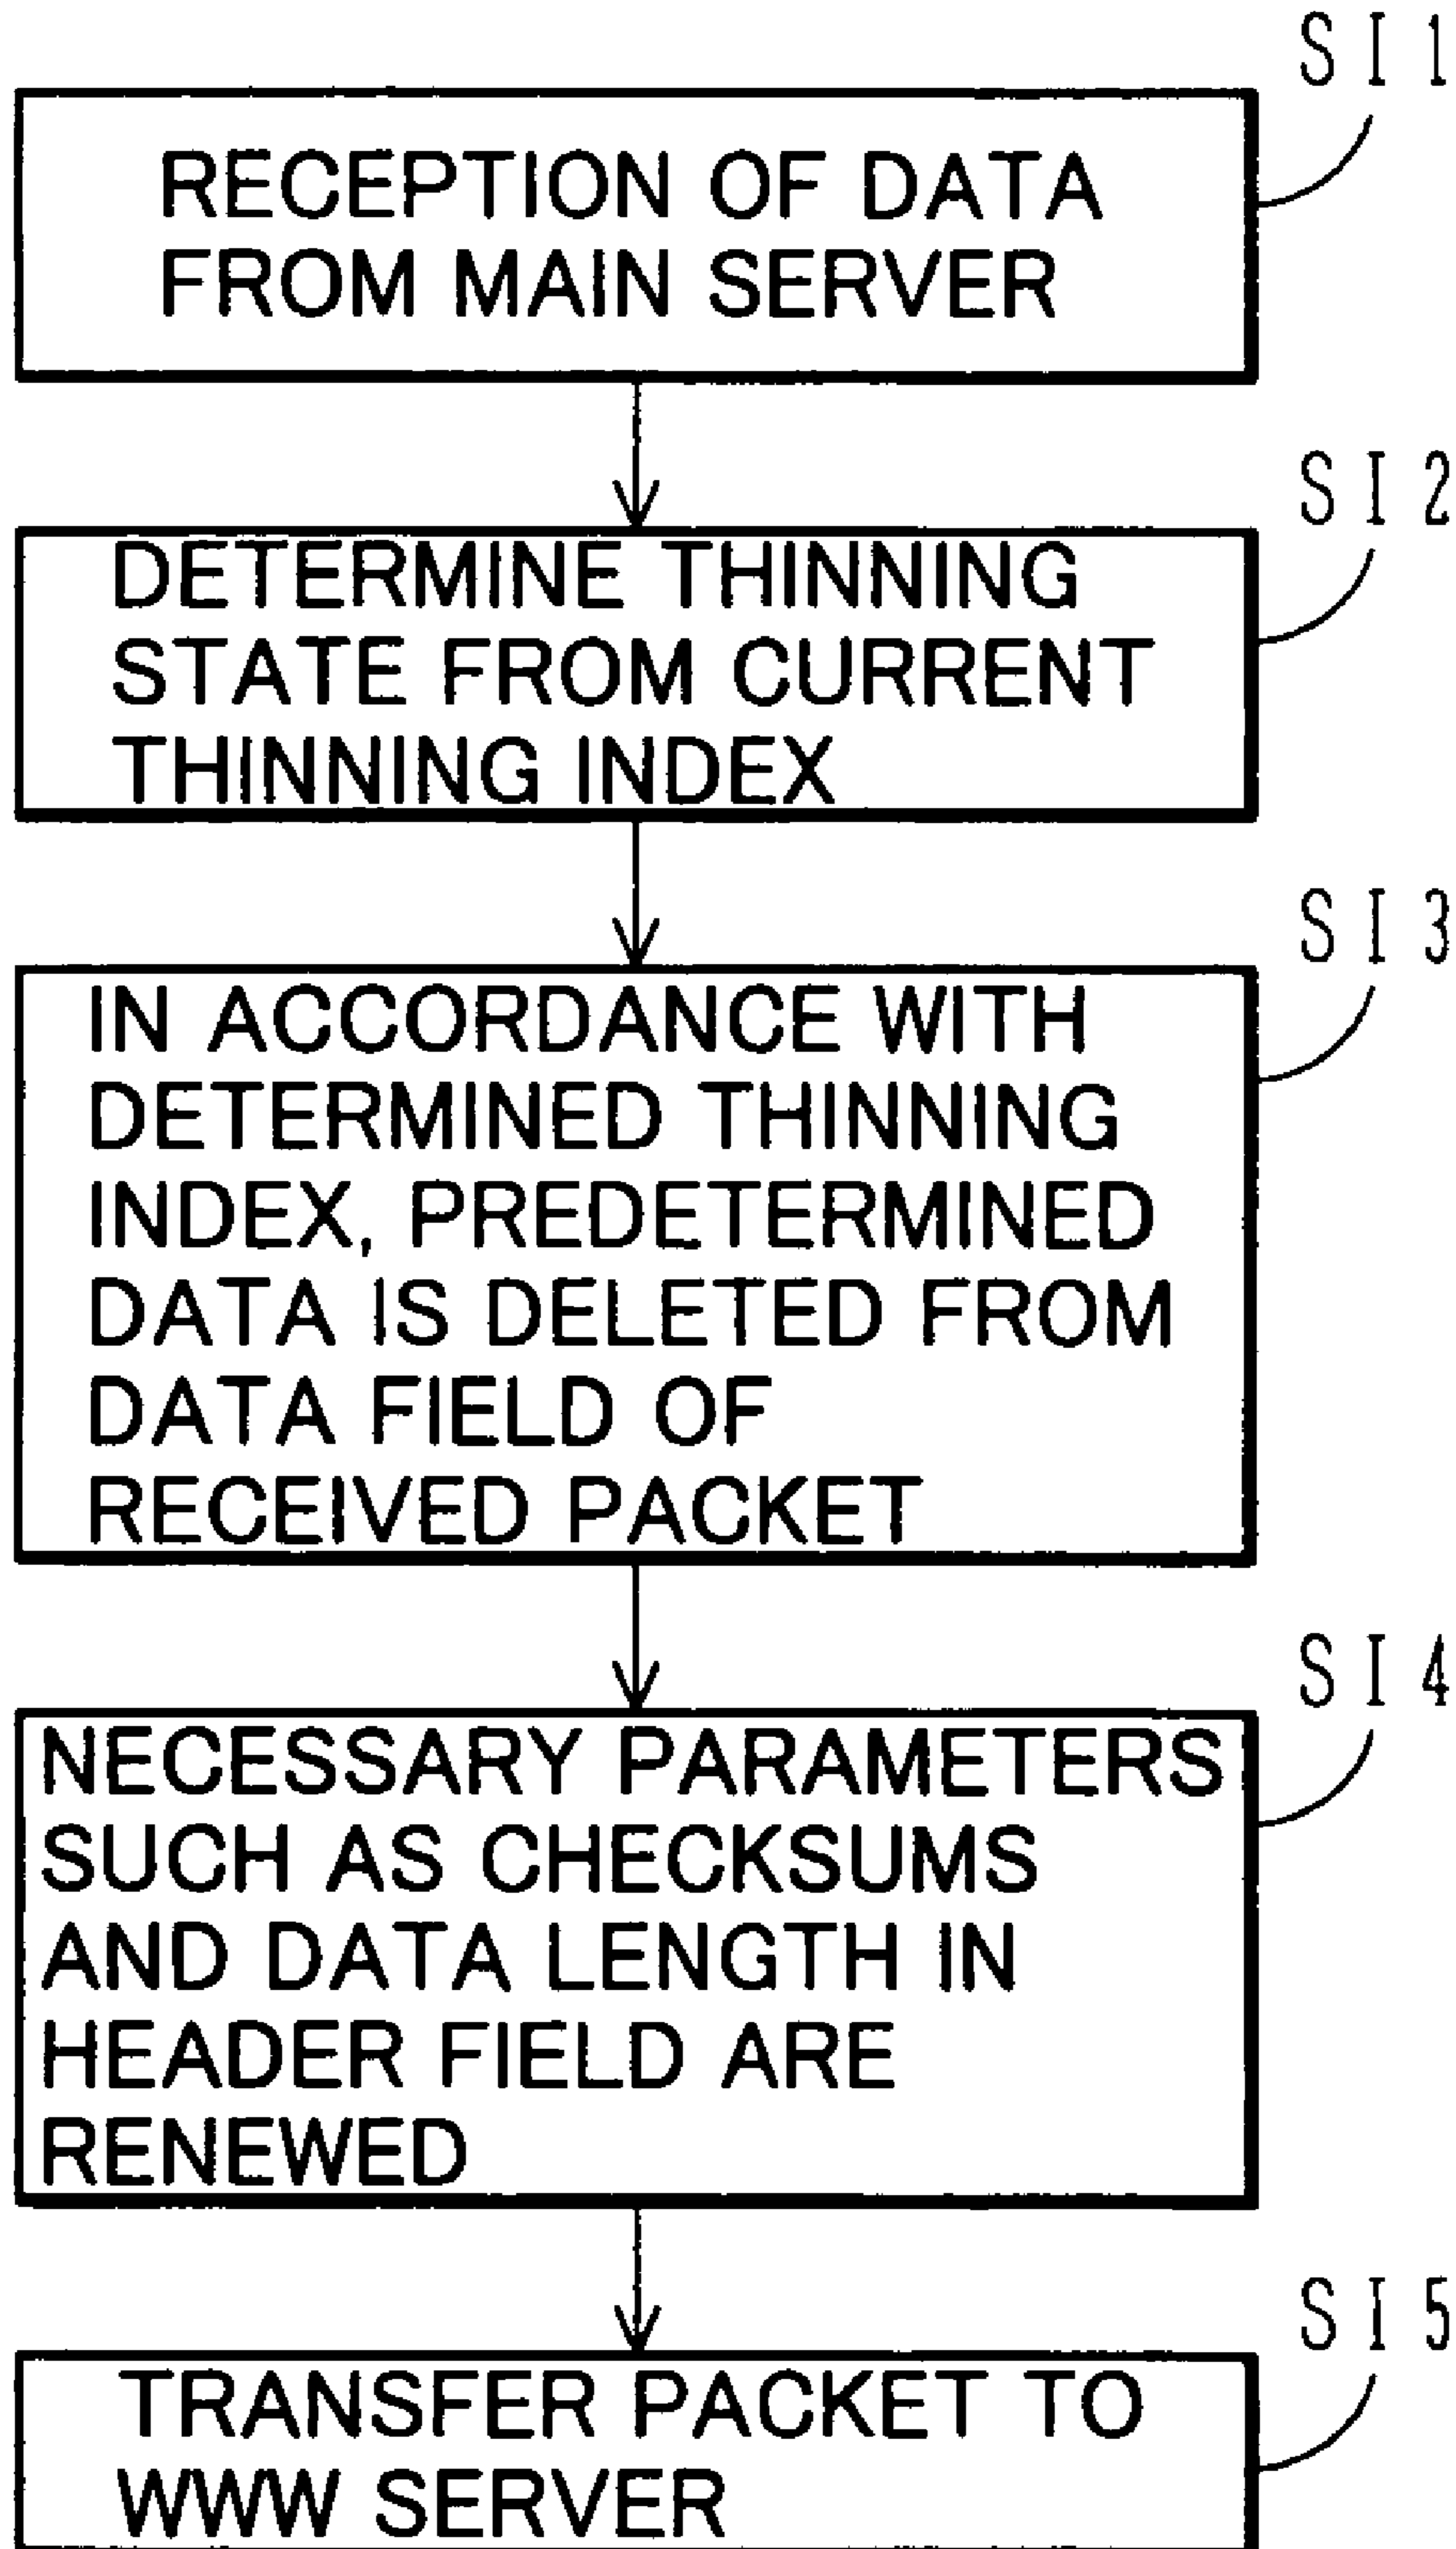 S I 1
RECEPTION OF DATA
FROM MAIN SERVER
S I 2
DETERMINE THINNING
STATE FROM CURRENT
THINNING INDEX
S I 3
IN ACCORDANCE WITH
DETERMINED THINNING
INDEX, PREDETERMINED
DATA IS DELETED FROM
DATA FIELD OF
RECEIVED PACKET
S I 4
NECESSARY PARAMETERS
SUCH AS CHECKSUMS
AND DATA LENGTH IN
HEADER FIELD ARE
RENEWED
S I 5
TRANSFER PACKET TO
WWW SERVER